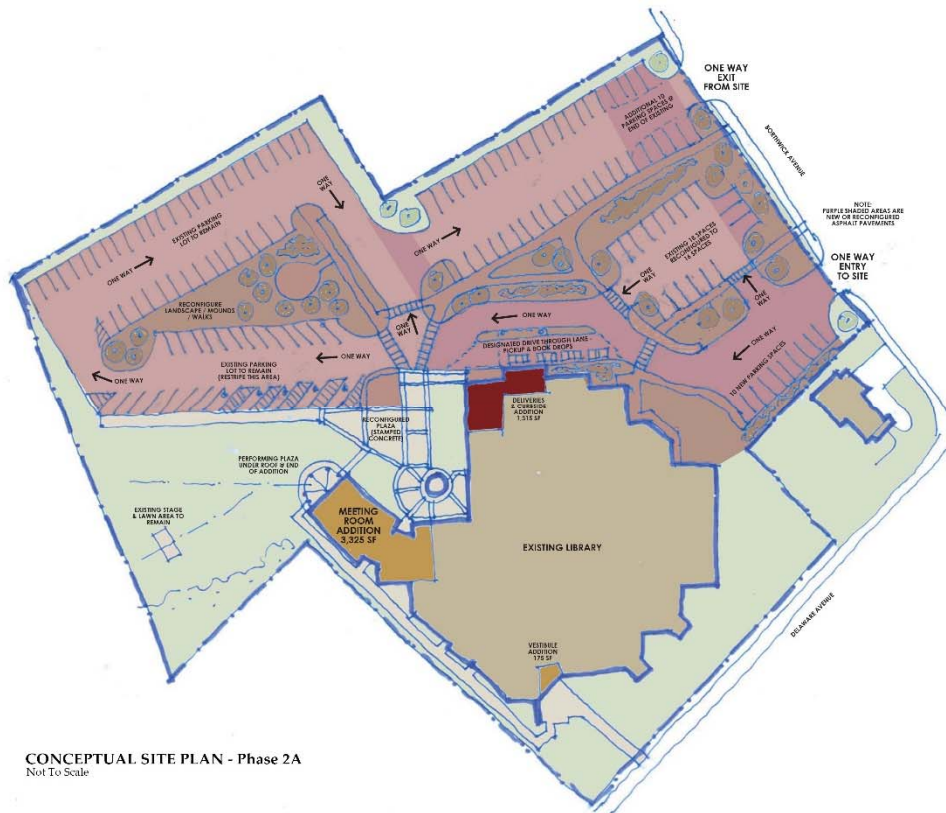 ONE WAY
EXIT
FROM SITE
ADDITIONAL 10
PARKING SPACES @
END OF EXISTING
BORTHWICK AVENUE
NOTE:
PURPLE SHADED AREAS ARE
NEW OR RECONFIGURED
ASPHALT PAVEMENTS
ONE WAY
ENTRY
TO SITE
ONE
WAY
EXISTING PARKING
LOT TO REMAIN
ONE WAY
ONE WAY
EXISTING 18 SPACES
RECONFIGURED TO
16 SPACES
ONE
WAY
ONE
WAY
RECONFIGURE
LANDSCAPE / MOUNDS
/ WALKS
ONE
WAY
ONE WAY
ONE WAY
DESIGNATED DRIVE THROUGH LANE -
PICKUP & BOOK DROPS
ONE WAY
EXISTING PARKING
LOT TO REMAIN
(RESTRIPE THIS AREA)
ONE WAY
10 NEW PARKING SPACES
DELIVERIES
& CURBSIDE
ADDITION
1,515 SF
RECONFIGURED
PLAZA
(STAMPED
CONCRETE)
PERFORMING PLAZA
UNDER ROOF @ END
OF ADDITION
EXISTING STAGE
& LAWN AREA TO
REMAIN
MEETING
ROOM
ADDITION
3,325 SF
EXISTING LIBRARY
DELAWARE AVENUE
VESTIBULE
ADDITION
175 SF
CONCEPTUAL SITE PLAN - Phase 2A
Not To Scale